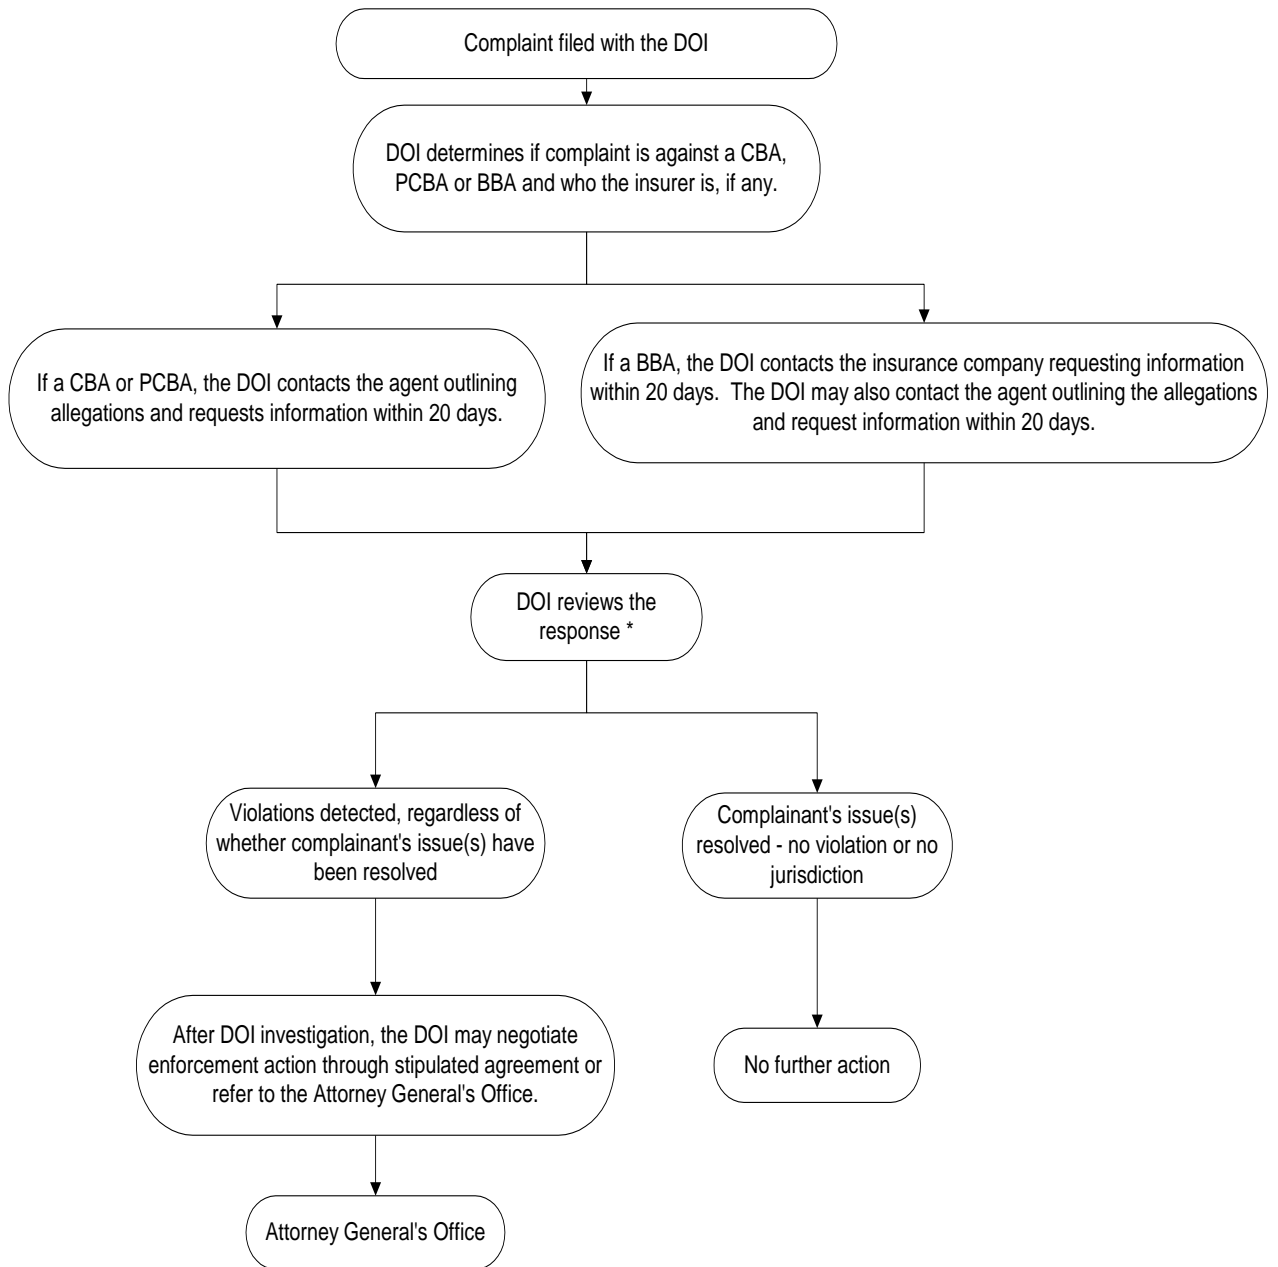 Complaint filed with the DOI
DOI determines if complaint is against a CBA,
PCBA or BBA and who the insurer is, if any.
If a CBA or PCBA, the DOI contacts the agent outlining
allegations and requests information within 20 days.
If a BBA, the DOI contacts the insurance company requesting information
within 20 days.  The DOI may also contact the agent outlining the allegations
and request information within 20 days.
DOI reviews the
response *
Violations detected, regardless of
whether complainant's issue(s) have
been resolved
Complainant's issue(s)
resolved - no violation or no
jurisdiction
After DOI investigation, the DOI may negotiate
enforcement action through stipulated agreement or
refer to the Attorney General's Office.
No further action
Attorney General's Office